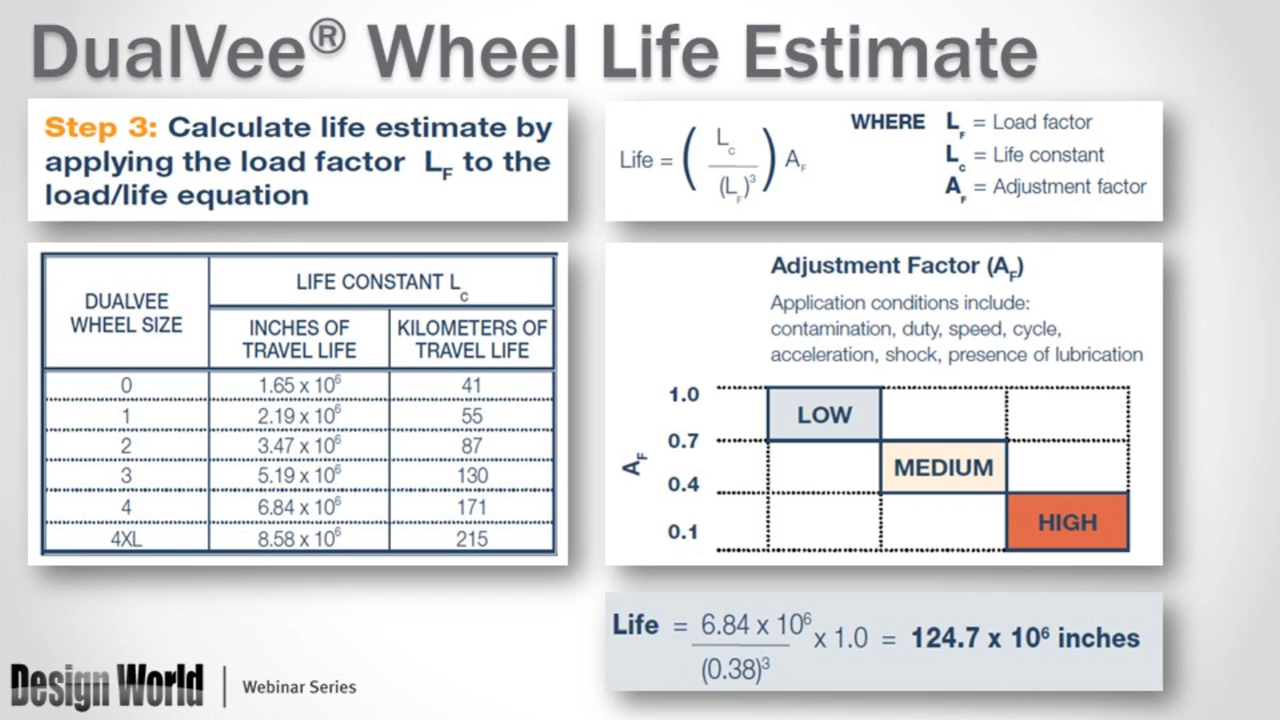 DualVee® Wheel Life Estimate
Step 3: Calculate life estimate by
applying the load factor L_F to the
load/life equation
Life = ( L_c / (L_F)³ ) A_F
WHERE L_F = Load factor
L_c = Life constant
A_F = Adjustment factor
DUALVEE
WHEEL SIZE
LIFE CONSTANT L_c
INCHES OF
TRAVEL LIFE
KILOMETERS OF
TRAVEL LIFE
0 1.65 x 10⁶ 41
1 2.19 x 10⁶ 55
2 3.47 x 10⁶ 87
3 5.19 x 10⁶ 130
4 6.84 x 10⁶ 171
4XL 8.58 x 10⁶ 215
Adjustment Factor (A_F)
Application conditions include:
contamination, duty, speed, cycle,
acceleration, shock, presence of lubrication
A_F
1.0
LOW
0.7
MEDIUM
0.4
HIGH
0.1
Life = 6.84 x 10⁶ / (0.38)³ x 1.0 = 124.7 x 10⁶ inches
Design World
Webinar Series